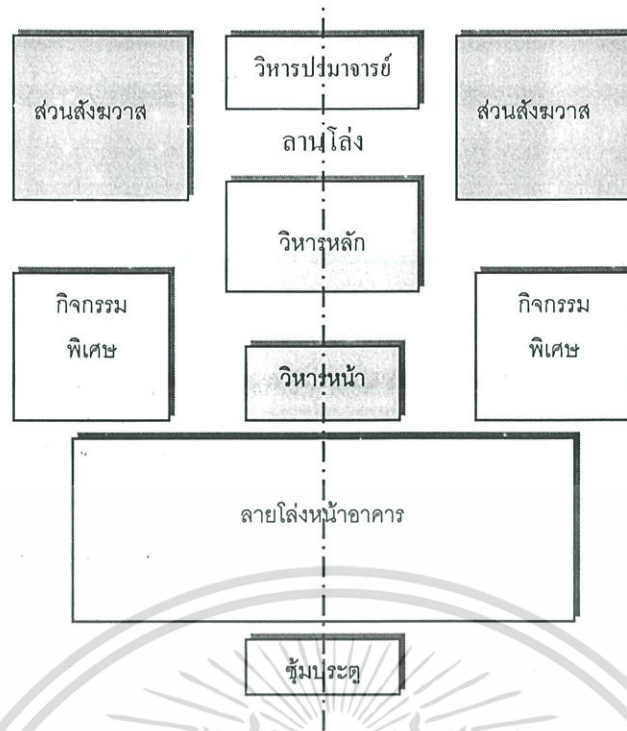 วิหารปรมาจารย์
ส่วนสังฆวาส
ส่วนสังฆวาส
ลานโล่ง
วิหารหลัก
กิจกรรม
พิเศษ
กิจกรรม
พิเศษ
วิหารหน้า
ลายโล่งหน้าอาคาร
ซุ้มประตู